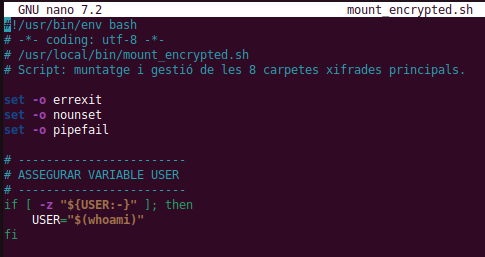 GNU nano 7.2 mount_encrypted.sh
#!/usr/bin/env bash
# -*- coding: utf-8 -*-
# /usr/local/bin/mount_encrypted.sh
# Script: muntatge i gestió de les 8 carpetes xifrades principals.
set -o errexit
set -o nounset
set -o pipefail
# ------------------------
# ASSEGURAR VARIABLE USER
# ------------------------
if [ -z "${USER:-}" ]; then
    USER="$(whoami)"
fi